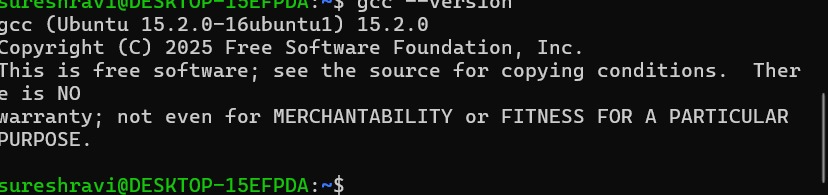 sureshravi@DESKTOP-15EFPDA:~$ gcc --version
gcc (Ubuntu 15.2.0-16ubuntu1) 15.2.0
Copyright (C) 2025 Free Software Foundation, Inc.
This is free software; see the source for copying conditions.  Ther
e is NO
warranty; not even for MERCHANTABILITY or FITNESS FOR A PARTICULAR
PURPOSE.

sureshravi@DESKTOP-15EFPDA:~$